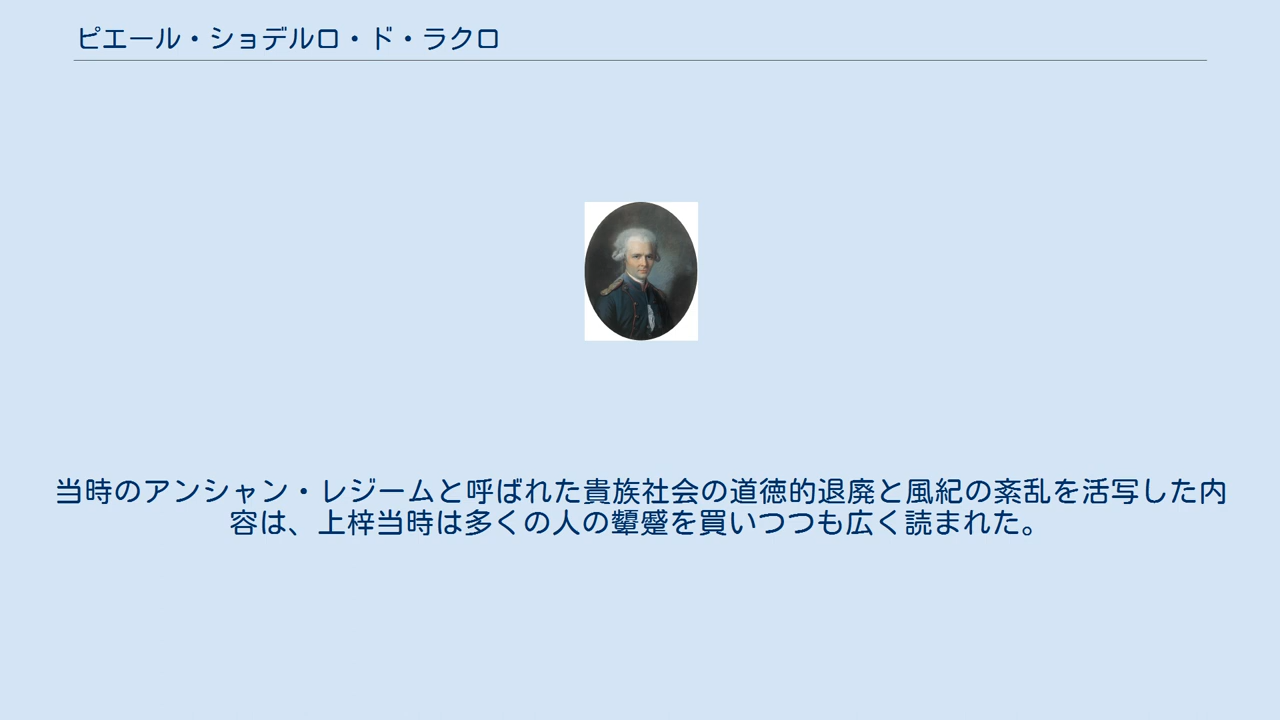 ピエール・ショデルロ・ド・ラクロ
当時のアンシャン・レジームと呼ばれた貴族社会の道徳的退廃と風紀の紊乱を活写した内
容は、上梓当時は多くの人の顰蹙を買いつつも広く読まれた。